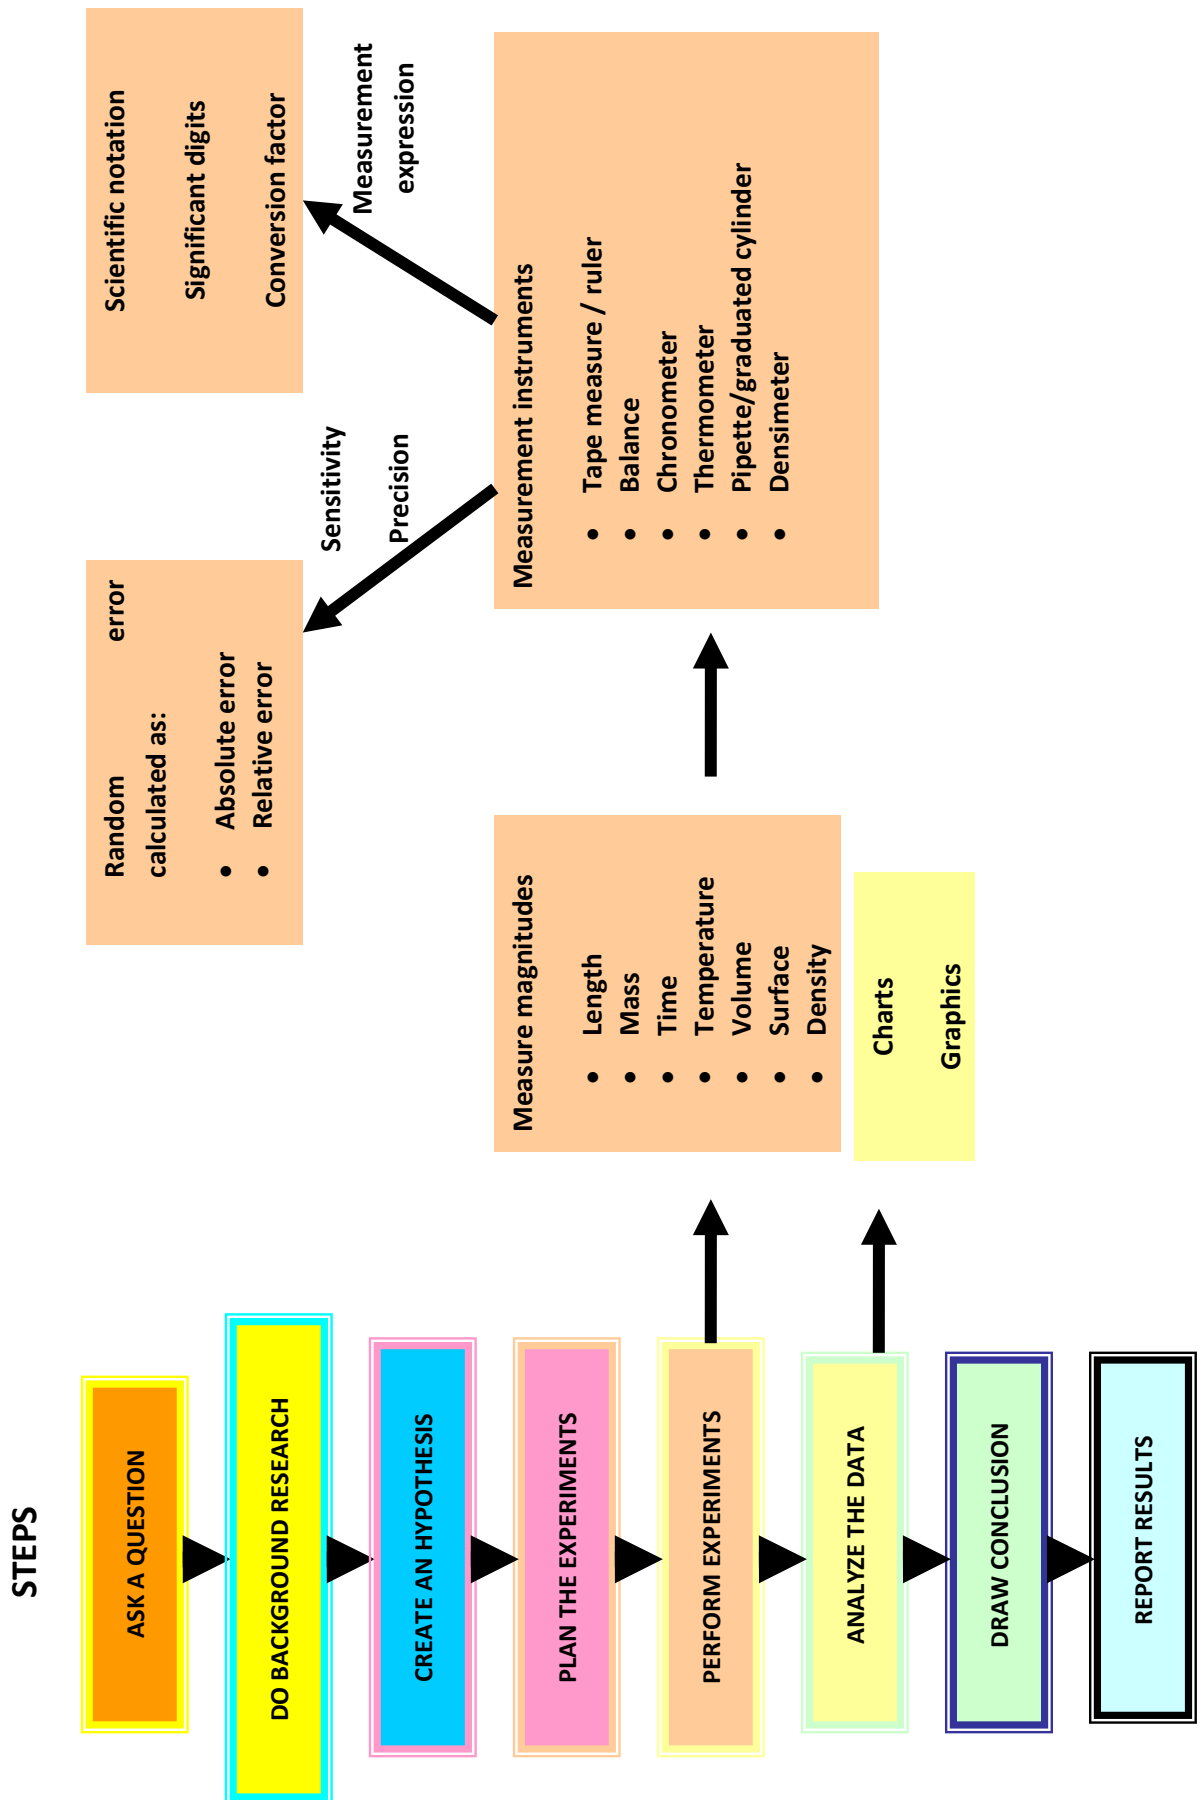 STEPS
ASK A QUESTION
DO BACKGROUND RESEARCH
CREATE AN HYPOTHESIS
PLAN THE EXPERIMENTS
PERFORM EXPERIMENTS
ANALYZE THE DATA
DRAW CONCLUSION
REPORT RESULTS
Measure magnitudes
• Length
• Mass
• Time
• Temperature
• Volume
• Surface
• Density
Charts
Graphics
Random error
calculated as:
• Absolute error
• Relative error
Sensitivity
Precision
Measurement instruments
• Tape measure / ruler
• Balance
• Chronometer
• Thermometer
• Pipette/graduated cylinder
• Densimeter
Measurement
expression
Scientific notation
Significant digits
Conversion factor